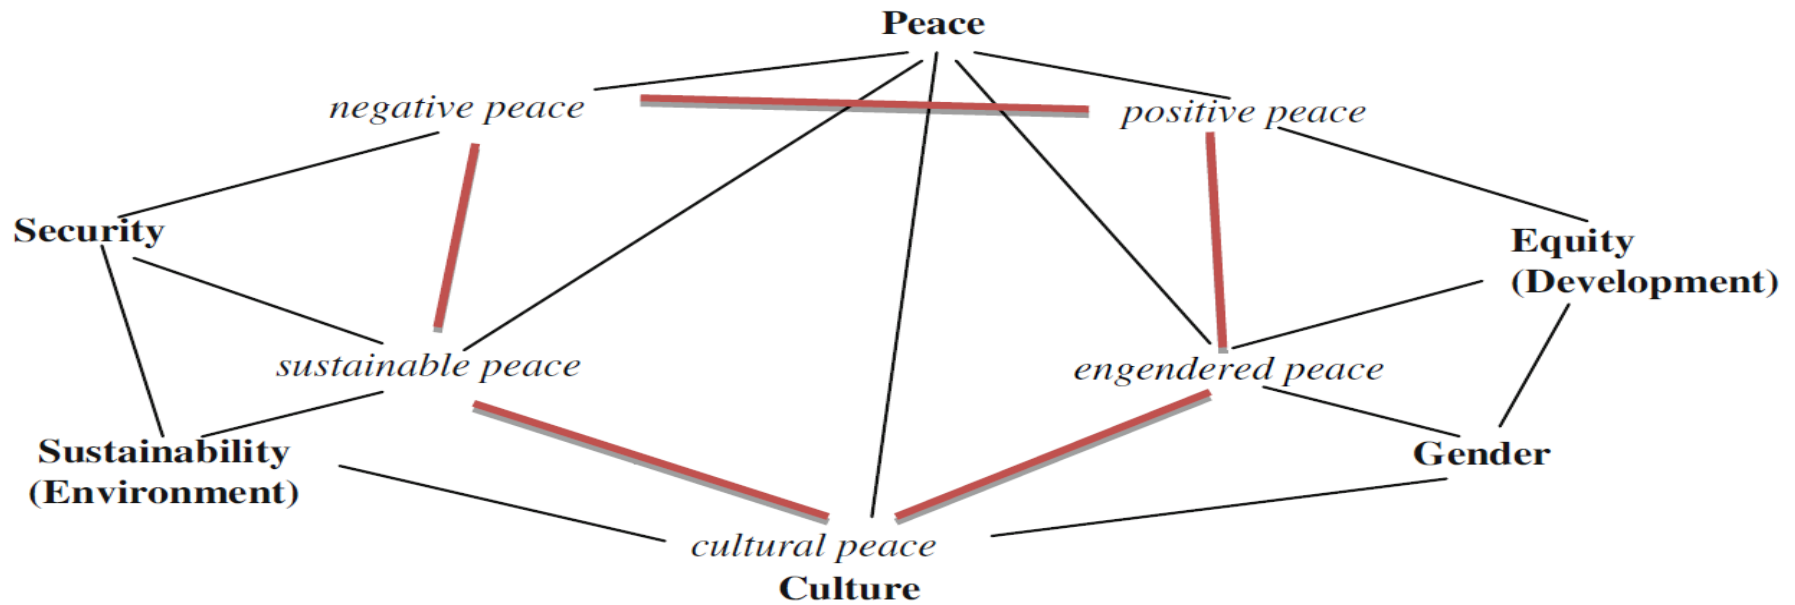 Peace
negative peace
positive peace
Security
Equity
(Development)
sustainable peace
engendered peace
Sustainability
(Environment)
Gender
cultural peace
Culture